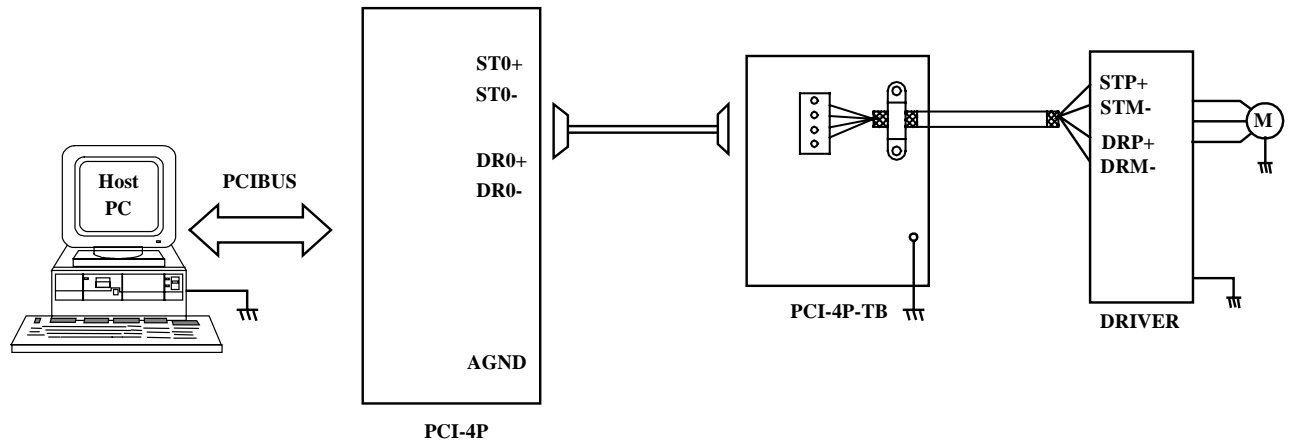 Host
PC
PCIBUS
ST0+
ST0-
DR0+
DR0-
AGND
PCI-4P
PCI-4P-TB
STP+
STM-
DRP+
DRM-
DRIVER
M